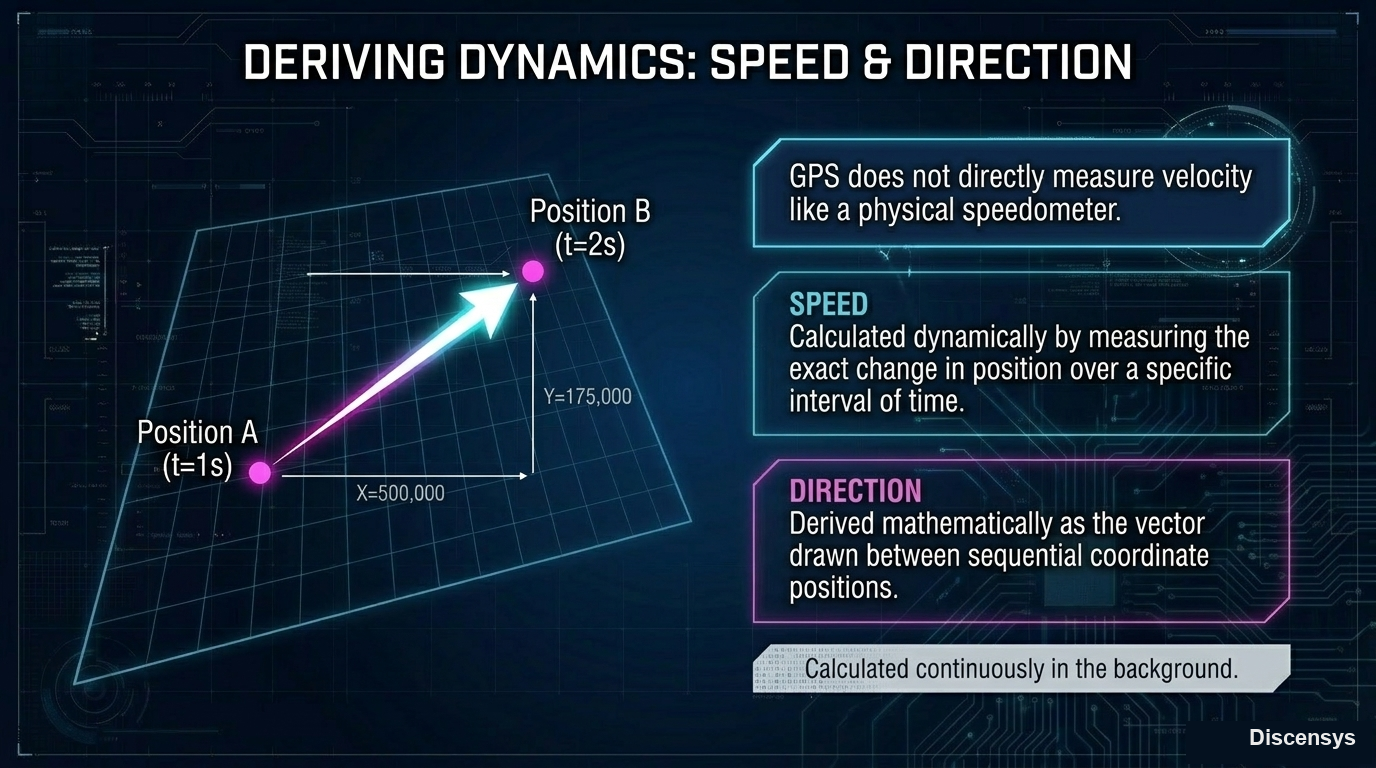 DERIVING DYNAMICS: SPEED & DIRECTION
Position B
(t=2s)
Y=175,000
Position A
(t=1s)
X=500,000
GPS does not directly measure velocity
like a physical speedometer.
SPEED
Calculated dynamically by measuring the
exact change in position over a specific
interval of time.
DIRECTION
Derived mathematically as the vector
drawn between sequential coordinate
positions.
Calculated continuously in the background.
Discensys